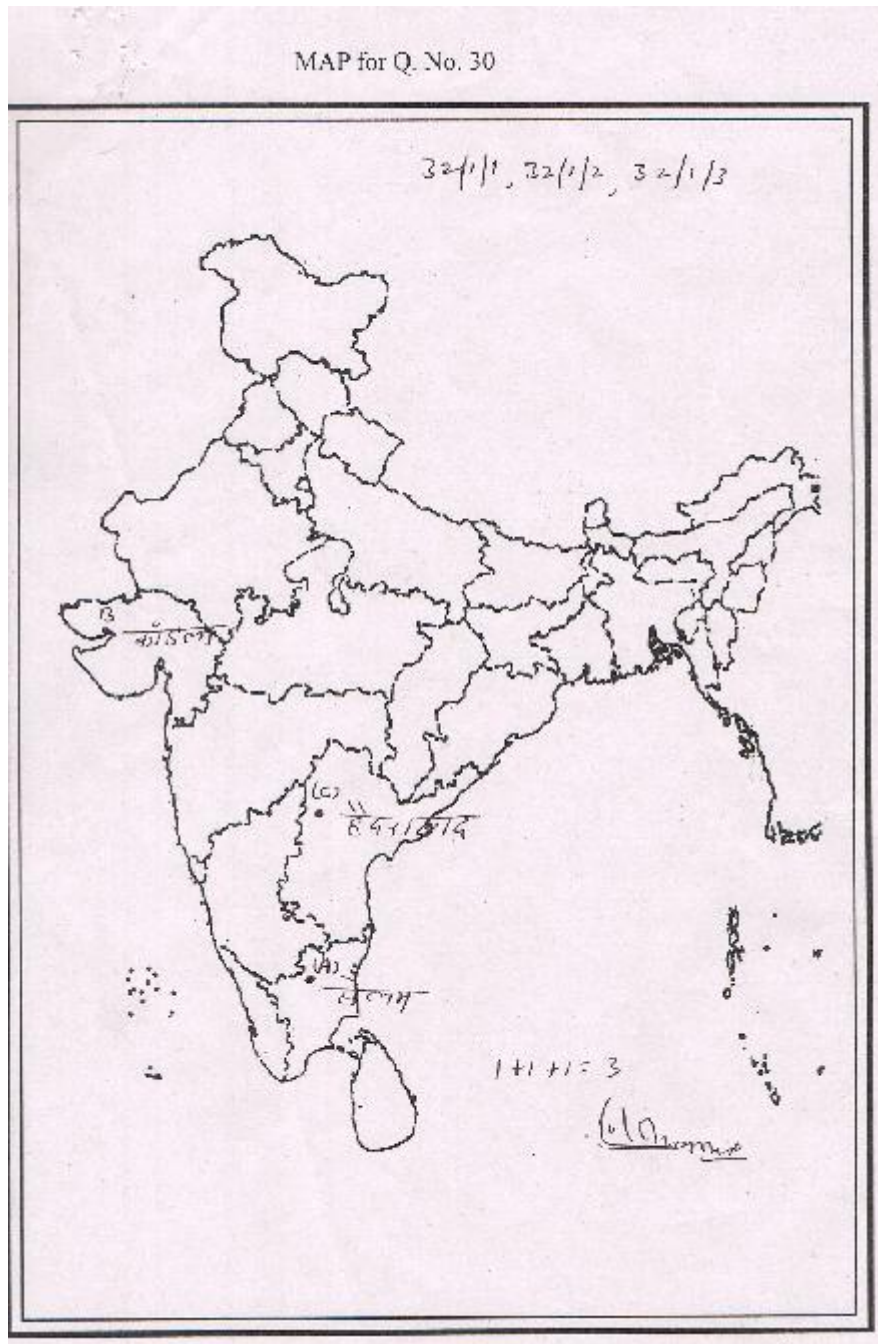 MAP for Q. No. 30
32/1/1, 32/1/2, 32/1/3
B
कांडला
(C)
हैदराबाद
(A)
सेलम
1+1+1=3